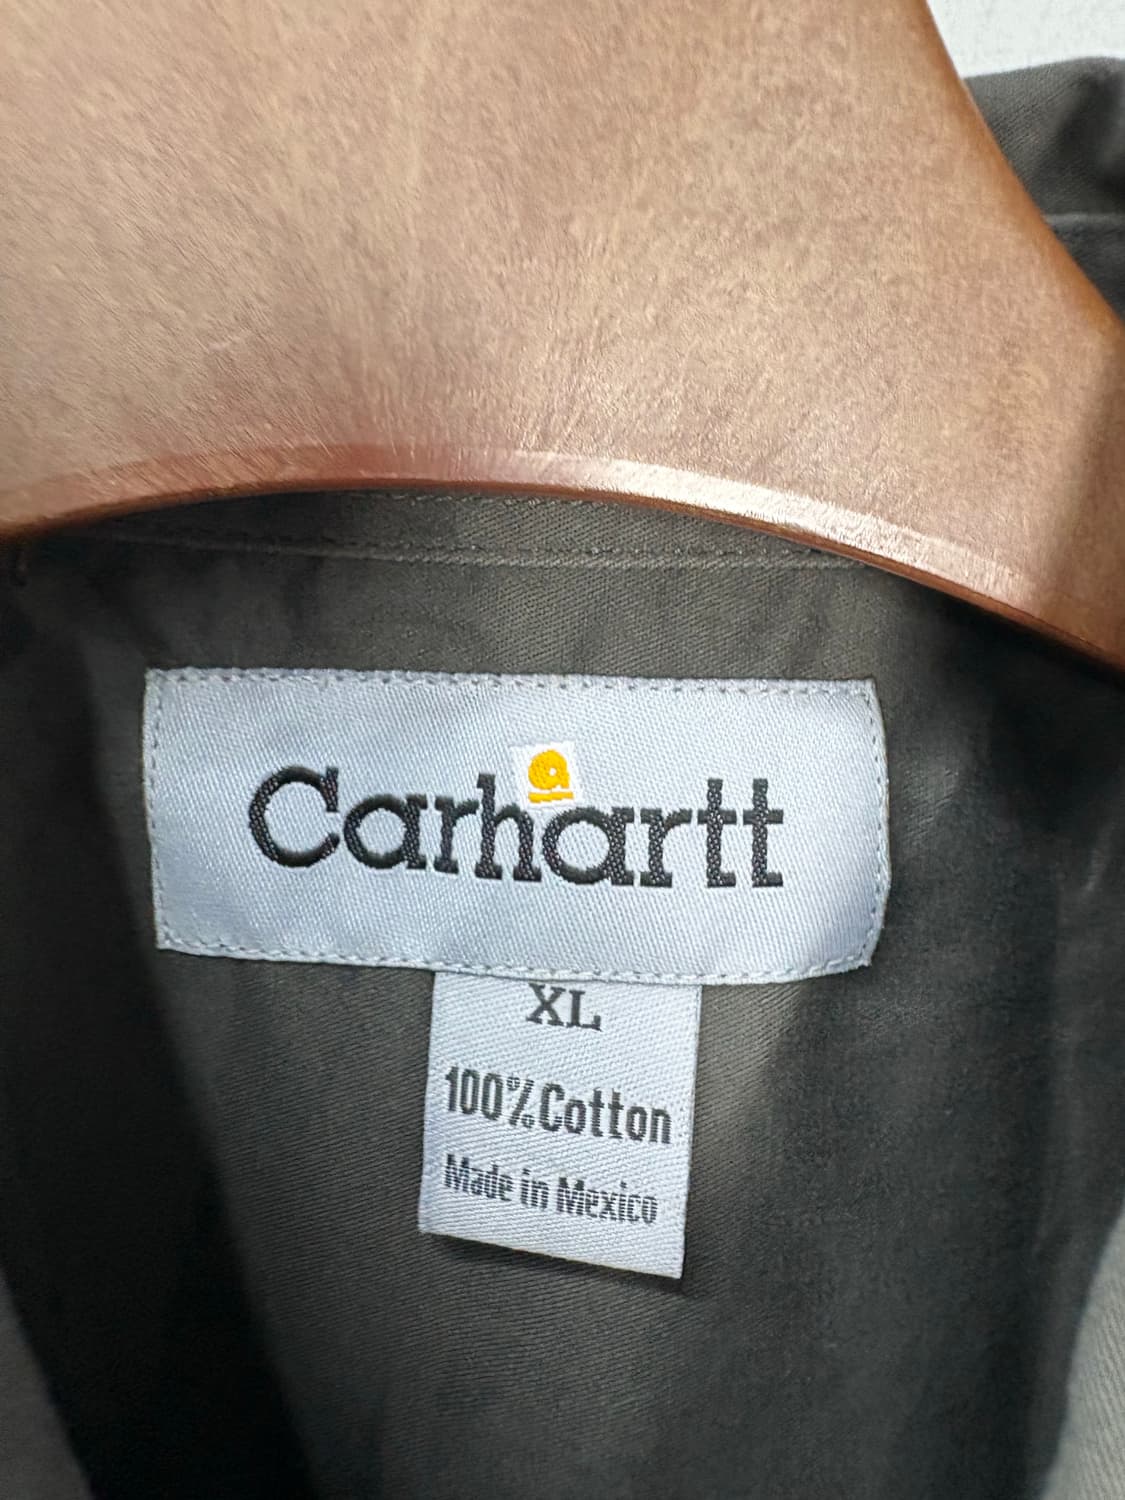 Carhartt
XL
100% Cotton
Made in Mexico